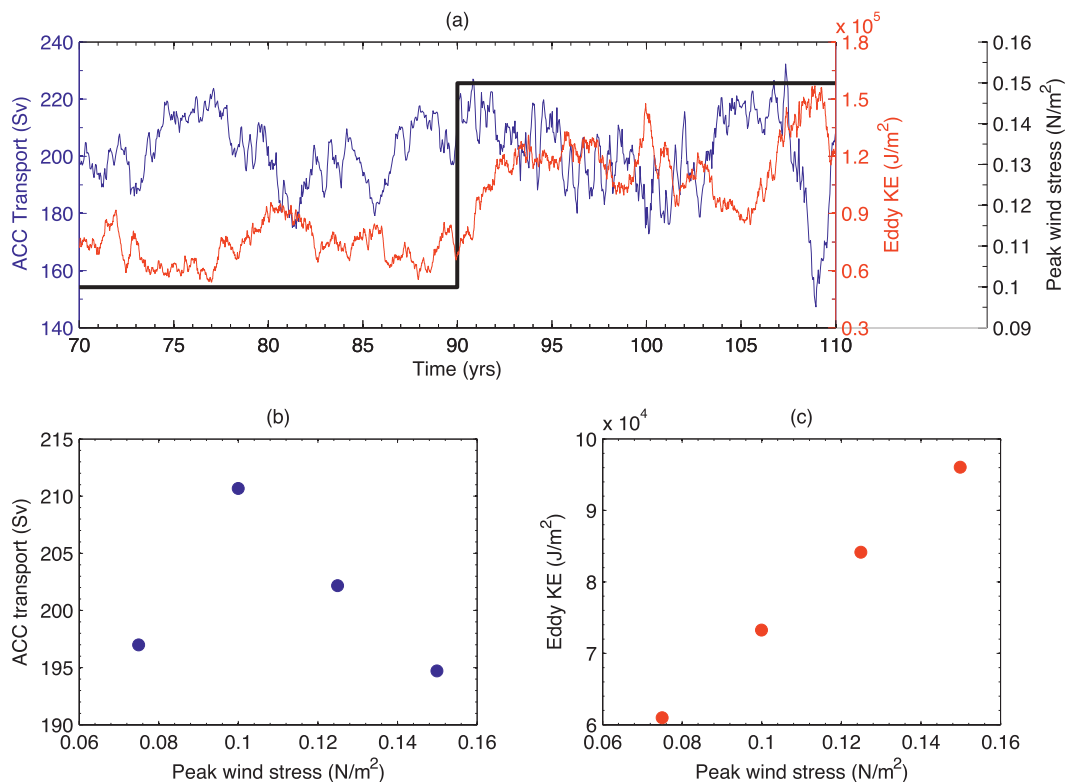 (a)
x 10^5
240
220
200
180
160
140
ACC Transport (Sv)
1.8
1.5
1.2
0.9
0.6
0.3
Eddy KE (J/m^2)
0.16
0.15
0.14
0.13
0.12
0.11
0.1
0.09
Peak wind stress (N/m^2)
70 75 80 85 90 95 100 105 110
Time (yrs)
(b)
215
210
205
200
195
190
ACC transport (Sv)
0.06 0.08 0.1 0.12 0.14 0.16
Peak wind stress (N/m^2)
(c)
x 10^4
10
9
8
7
6
Eddy KE (J/m^2)
0.06 0.08 0.1 0.12 0.14 0.16
Peak wind stress (N/m^2)